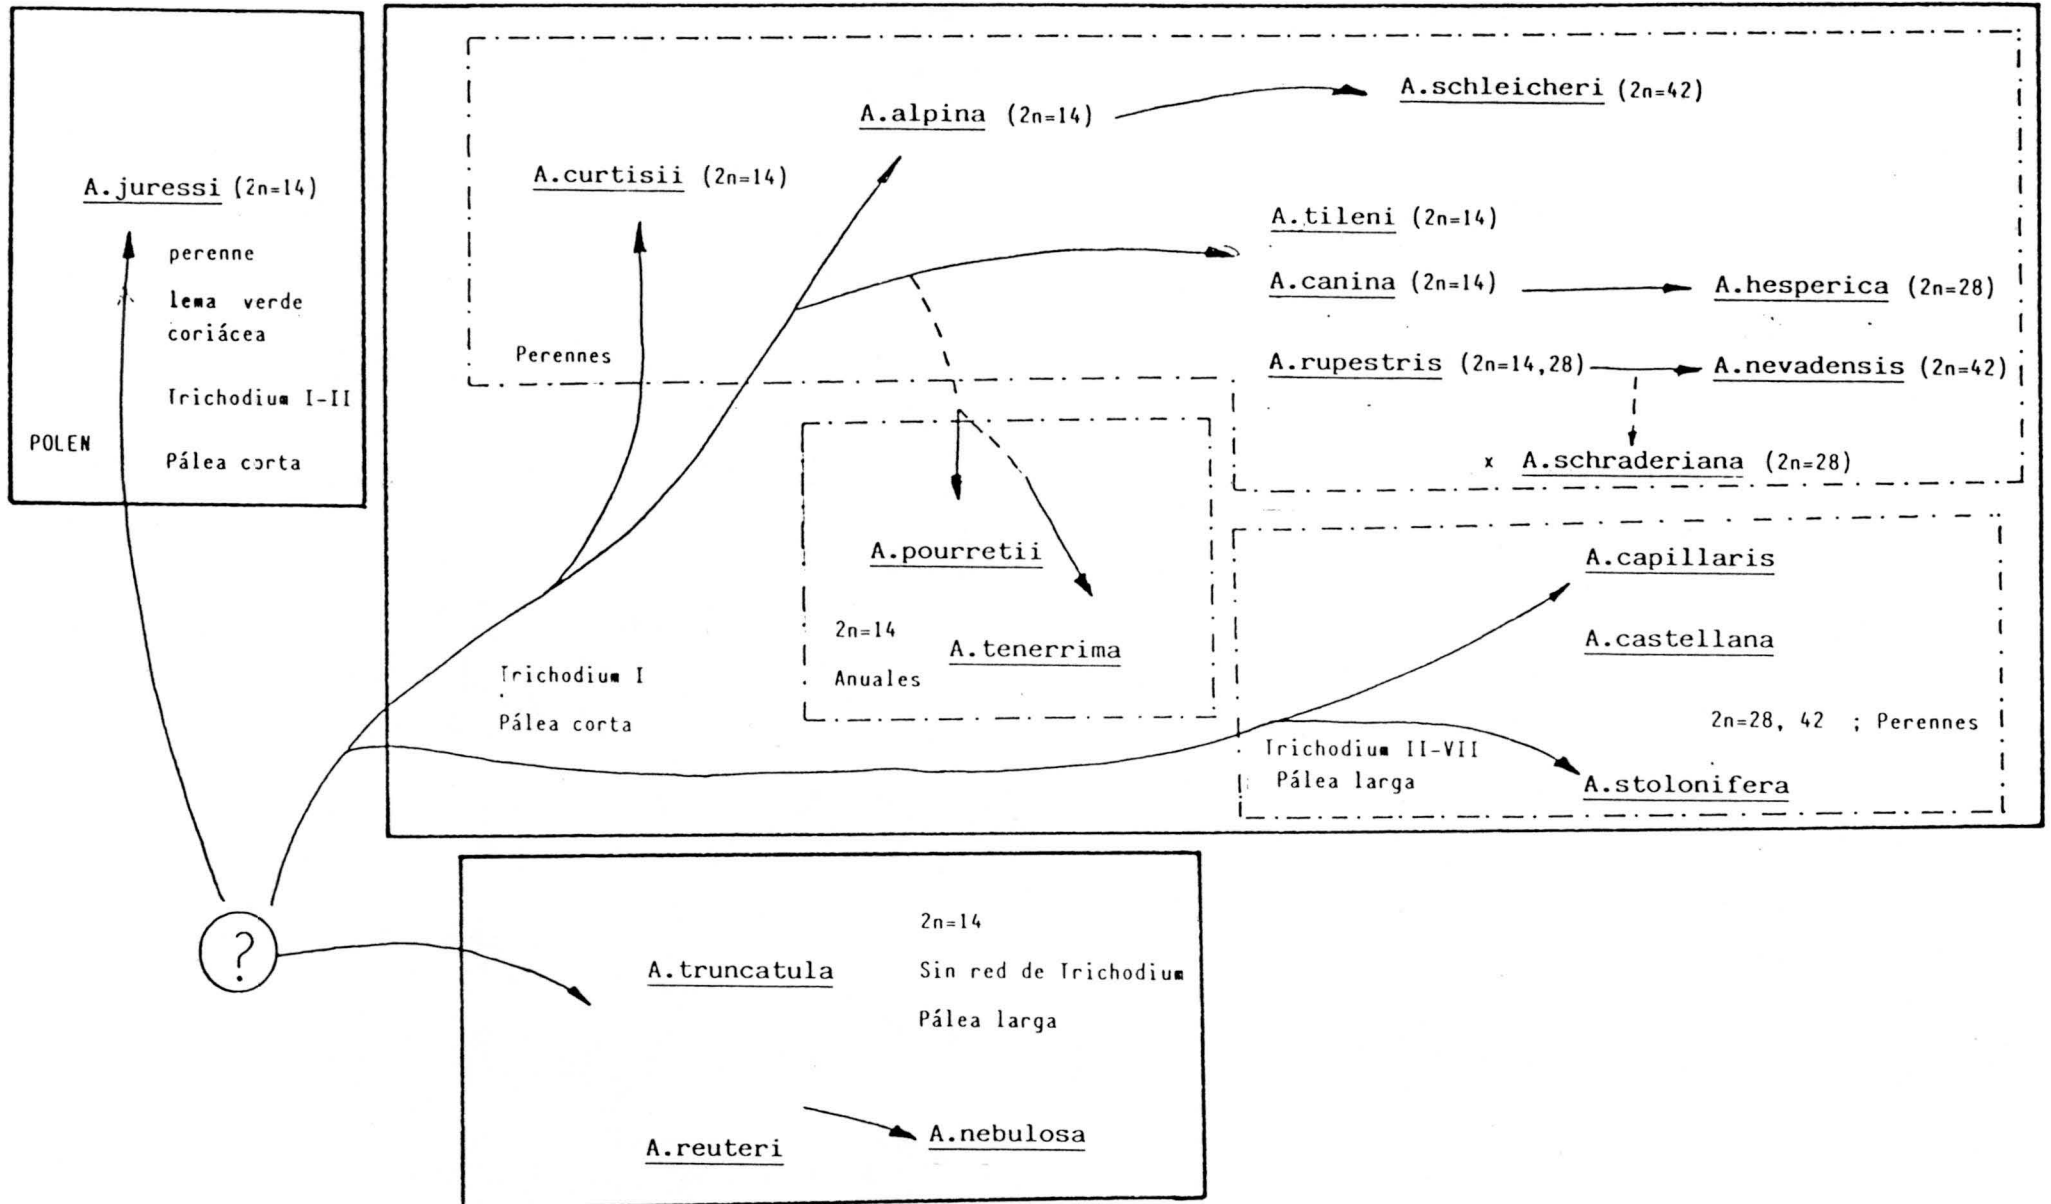 A.juressi (2n=14)
perenne
lema verde
coriácea
Trichodium I-II
POLEN
Pálea corta
A.schleicheri (2n=42)
A.alpina (2n=14)
A.curtisii (2n=14)
A.tileni (2n=14)
A.canina (2n=14)
A.hesperica (2n=28)
Perennes
A.rupestris (2n=14,28)
A.nevadensis (2n=42)
x A.schraderiana (2n=28)
A.pourretii
2n=14
A.tenerrima
Anuales
Trichodium I
Pálea corta
A.capillaris
A.castellana
2n=28, 42 ; Perennes
Trichodium II-VII
Pálea larga
A.stolonifera
?
2n=14
A.truncatula
Sin red de Trichodium
Pálea larga
A.reuteri
A.nebulosa